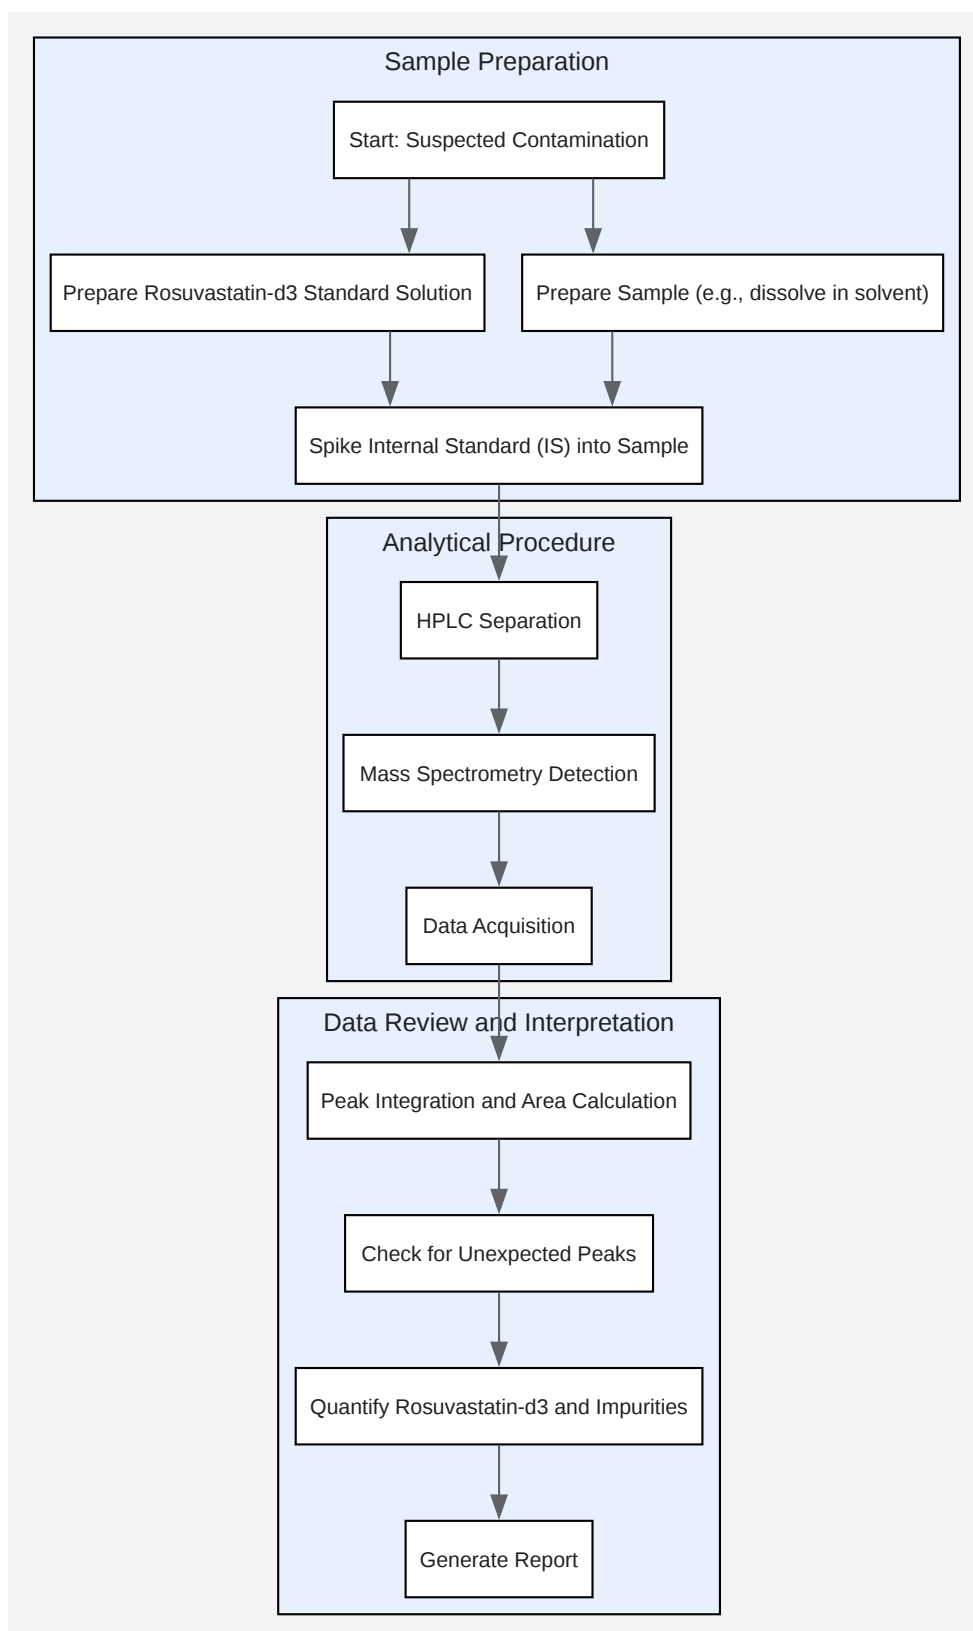 Sample Preparation
Start: Suspected Contamination
Prepare Rosuvastatin-d3 Standard Solution
Prepare Sample (e.g., dissolve in solvent)
Spike Internal Standard (IS) into Sample
Analytical Procedure
HPLC Separation
Mass Spectrometry Detection
Data Acquisition
Data Review and Interpretation
Peak Integration and Area Calculation
Check for Unexpected Peaks
Quantify Rosuvastatin-d3 and Impurities
Generate Report